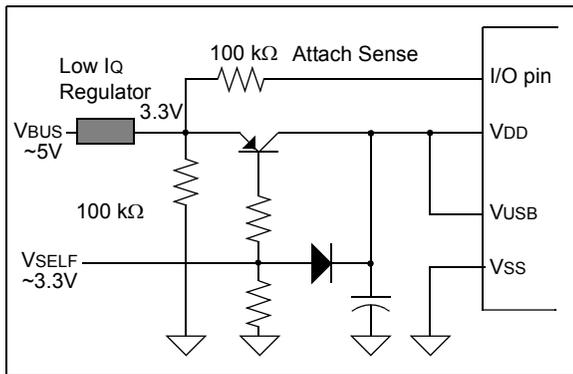 100 kΩ
Attach Sense
Low IQ
Regulator
3.3V
I/O pin
VBUS
~5V
VDD
100 kΩ
VUSB
VSELF
~3.3V
VSS